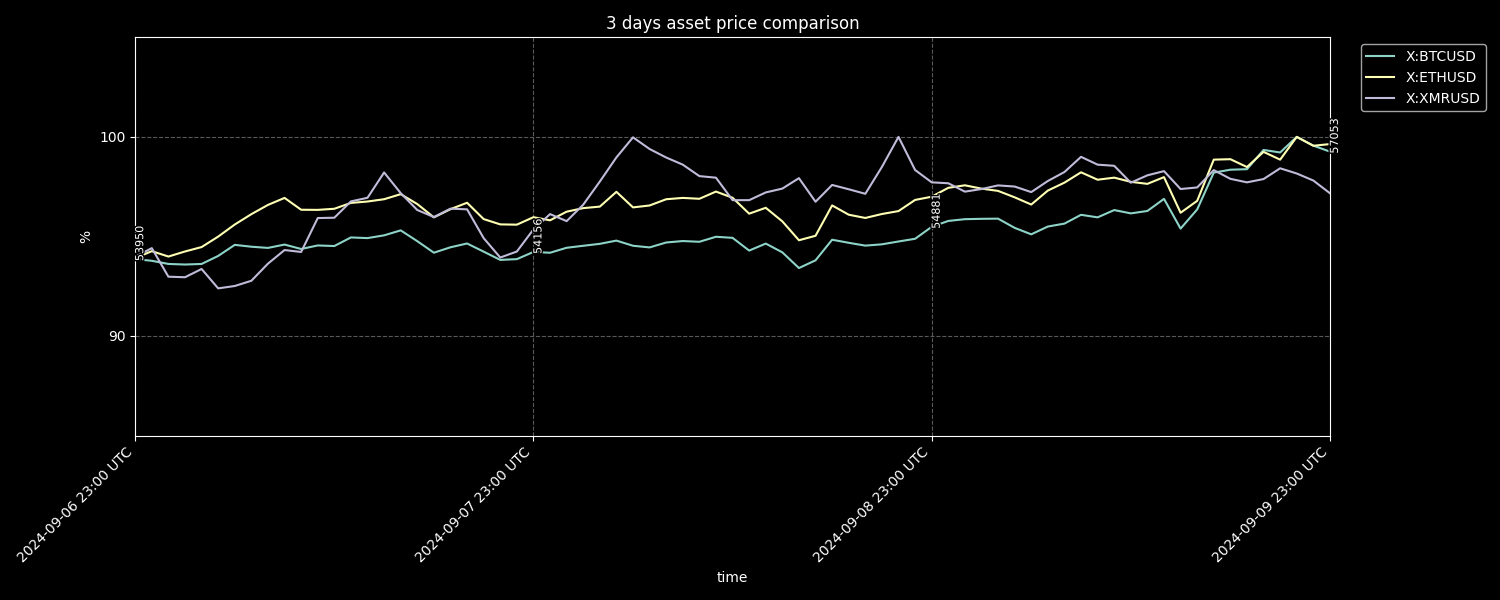 3 days asset price comparison
X:BTCUSD
X:ETHUSD
X:XMRUSD
100
90
%
53950
54156
54881
57053
2024-09-06 23:00 UTC
2024-09-07 23:00 UTC
2024-09-08 23:00 UTC
2024-09-09 23:00 UTC
time